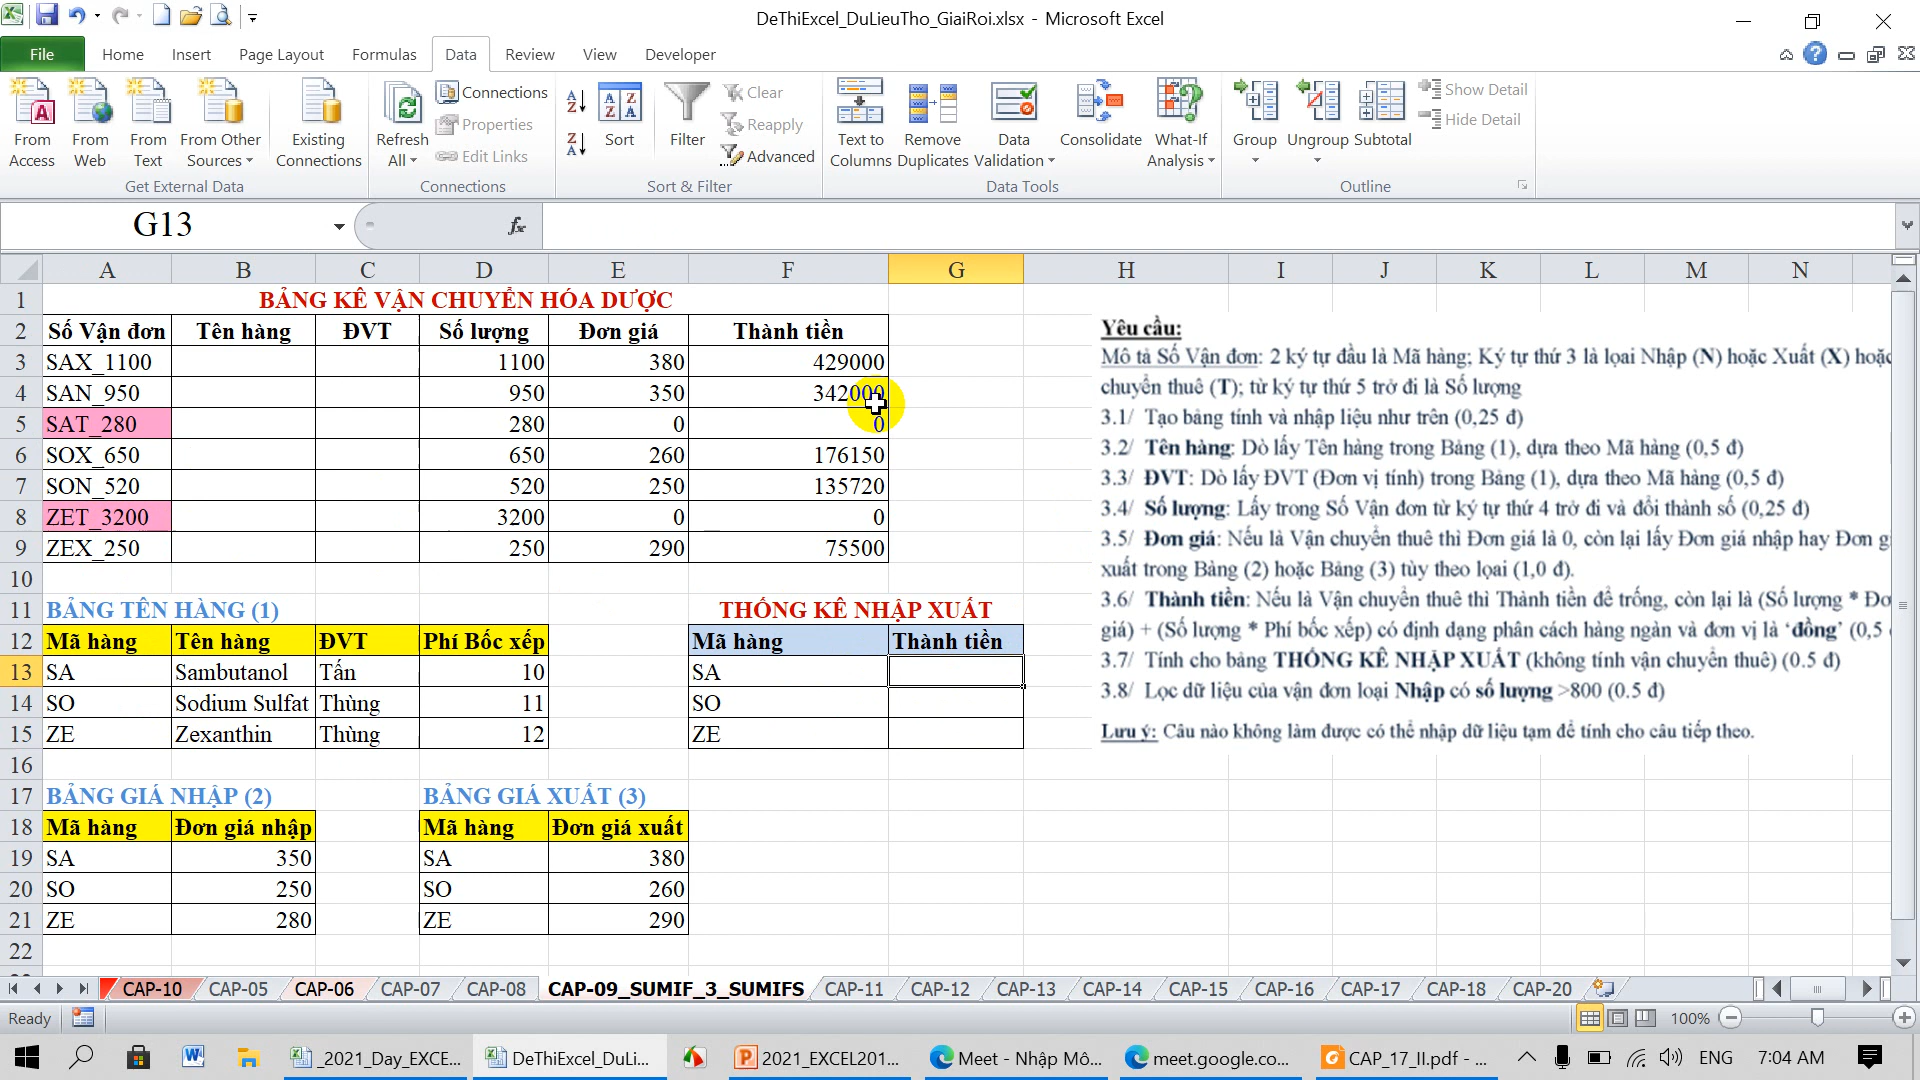 DeThiExcel_DuLieuTho_GiaiRoi.xlsx - Microsoft Excel
File Home Insert Page Layout Formulas Data Review View Developer
From Access From Web From Text From Other Sources Existing Connections
Get External Data
Refresh All Connections Properties Edit Links
Connections
Sort Filter Clear Reapply Advanced
Sort & Filter
Text to Columns Remove Duplicates Data Validation Consolidate What-If Analysis
Data Tools
Group Ungroup Subtotal Show Detail Hide Detail
Outline
G13 fx
A B C D E F G H I J K L M N
1 BẢNG KÊ VẬN CHUYỂN HÓA DƯỢC
2 Số Vận đơn Tên hàng ĐVT Số lượng Đơn giá Thành tiền
3 SAX_1100 1100 380 429000
4 SAN_950 950 350 342000
5 SAT_280 280 0 0
6 SOX_650 650 260 176150
7 SON_520 520 250 135720
8 ZET_3200 3200 0 0
9 ZEX_250 250 290 75500
10
11 BẢNG TÊN HÀNG (1) THỐNG KÊ NHẬP XUẤT
12 Mã hàng Tên hàng ĐVT Phí Bốc xếp Mã hàng Thành tiền
13 SA Sambutanol Tấn 10 SA
14 SO Sodium Sulfat Thùng 11 SO
15 ZE Zexanthin Thùng 12 ZE
16
17 BẢNG GIÁ NHẬP (2) BẢNG GIÁ XUẤT (3)
18 Mã hàng Đơn giá nhập Mã hàng Đơn giá xuất
19 SA 350 SA 380
20 SO 250 SO 260
21 ZE 280 ZE 290
22
Yêu cầu:
Mô tả Số Vận đơn: 2 ký tự đầu là Mã hàng; Ký tự thứ 3 là loại Nhập (N) hoặc Xuất (X) hoặc
chuyển thuê (T); từ ký tự thứ 5 trở đi là Số lượng
3.1/ Tạo bảng tính và nhập liệu như trên (0,25 đ)
3.2/ Tên hàng: Dò lấy Tên hàng trong Bảng (1), dựa theo Mã hàng (0,5 đ)
3.3/ ĐVT: Dò lấy ĐVT (Đơn vị tính) trong Bảng (1), dựa theo Mã hàng (0,5 đ)
3.4/ Số lượng: Lấy trong Số Vận đơn từ ký tự thứ 4 trở đi và đổi thành số (0,25 đ)
3.5/ Đơn giá: Nếu là Vận chuyển thuê thì Đơn giá là 0, còn lại lấy Đơn giá nhập hay Đơn g
xuất trong Bảng (2) hoặc Bảng (3) tùy theo loại (1,0 đ).
3.6/ Thành tiền: Nếu là Vận chuyển thuê thì Thành tiền để trống, còn lại là (Số lượng * Đơ
giá) + (Số lượng * Phí bốc xếp) có định dạng phân cách hàng ngàn và đơn vị là 'đồng' (0,5
3.7/ Tính cho bảng THỐNG KÊ NHẬP XUẤT (không tính vận chuyển thuê) (0.5 đ)
3.8/ Lọc dữ liệu của vận đơn loại Nhập có số lượng >800 (0.5 đ)
Lưu ý: Câu nào không làm được có thể nhập dữ liệu tạm để tính cho câu tiếp theo.
CAP-10 CAP-05 CAP-06 CAP-07 CAP-08 CAP-09_SUMIF_3_SUMIFS CAP-11 CAP-12 CAP-13 CAP-14 CAP-15 CAP-16 CAP-17 CAP-18 CAP-20
Ready 100%
_2021_Day_EXCE... DeThiExcel_DuLi... 2021_EXCEL201... Meet - Nhập Mô... meet.google.co... CAP_17_II.pdf - ... ENG 7:04 AM